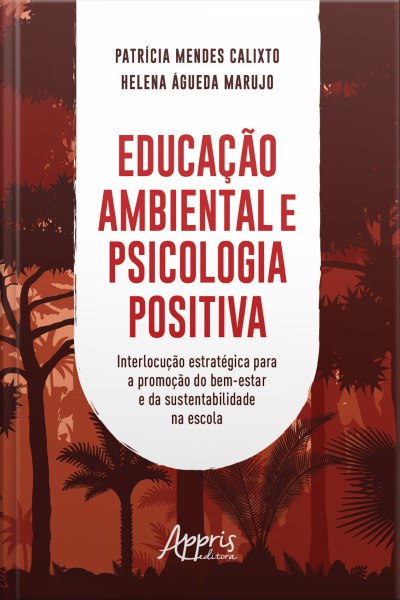 PATRÍCIA MENDES CALIXTO
HELENA ÁGUEDA MARUJO
EDUCAÇÃO
AMBIENTAL E
PSICOLOGIA
POSITIVA
Interlocução estratégica para
a promoção do bem-estar
e da sustentabilidade
na escola
Appris
editora